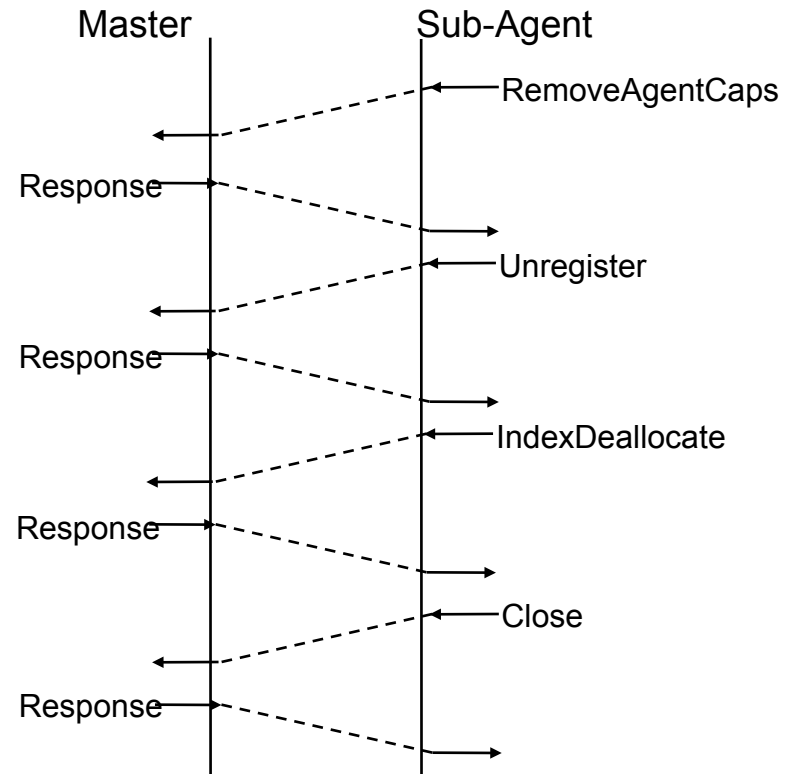 Master
Sub-Agent
RemoveAgentCaps
Response
Unregister
Response
IndexDeallocate
Response
Close
Response